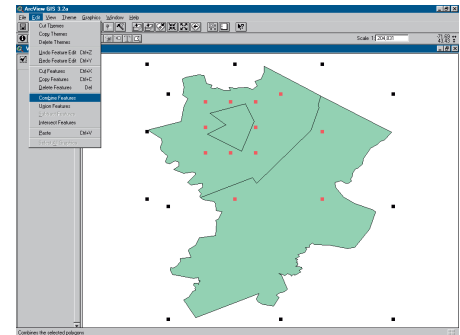 ArcView GIS 3.2a
File Edit View Theme Graphics Window Help
Scale 1: 204,831
Cut Themes
Copy Themes
Delete Themes
Undo Feature Edit Ctrl+Z
Redo Feature Edit Ctrl+Y
Cut Features Ctrl+X
Copy Features Ctrl+C
Delete Features Del
Combine Features
Union Features
Intersect Features
Paste Ctrl+V
Combines the selected polygons